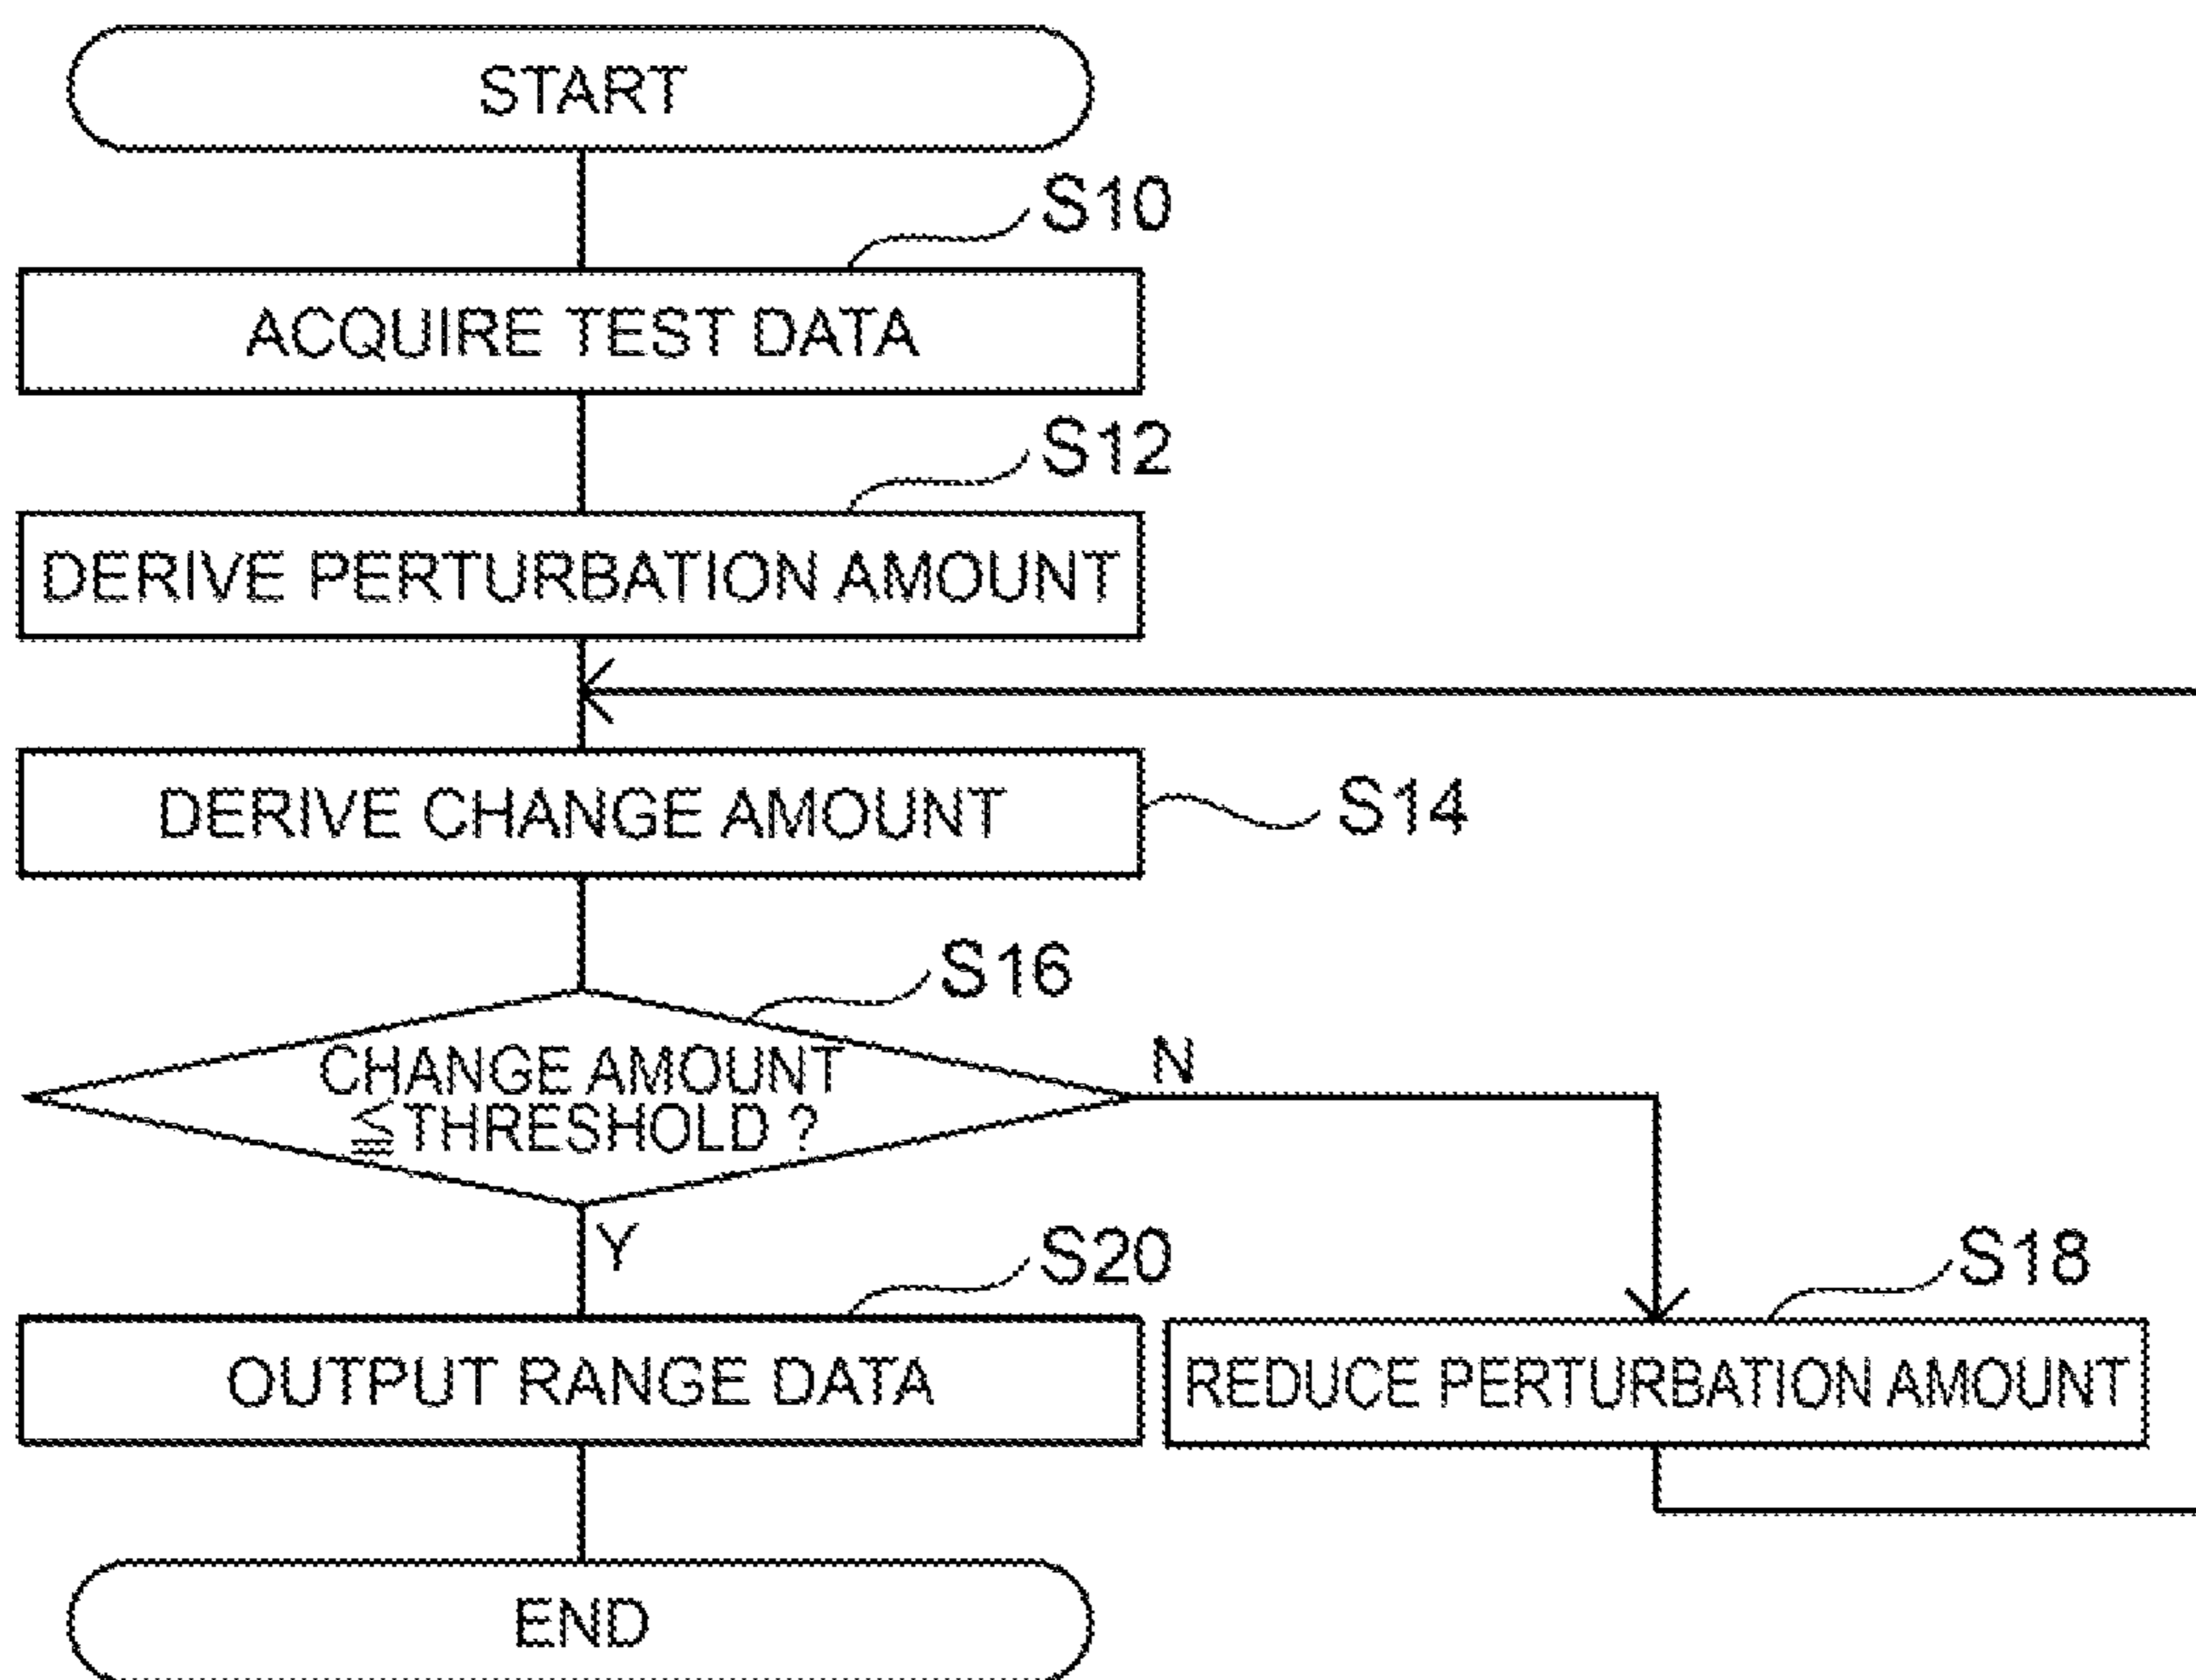 START
S10
ACQUIRE TEST DATA
S12
DERIVE PERTURBATION AMOUNT
DERIVE CHANGE AMOUNT
S14
S16
CHANGE AMOUNT
≦THRESHOLD ?
N
Y
S20
OUTPUT RANGE DATA
S18
REDUCE PERTURBATION AMOUNT
END